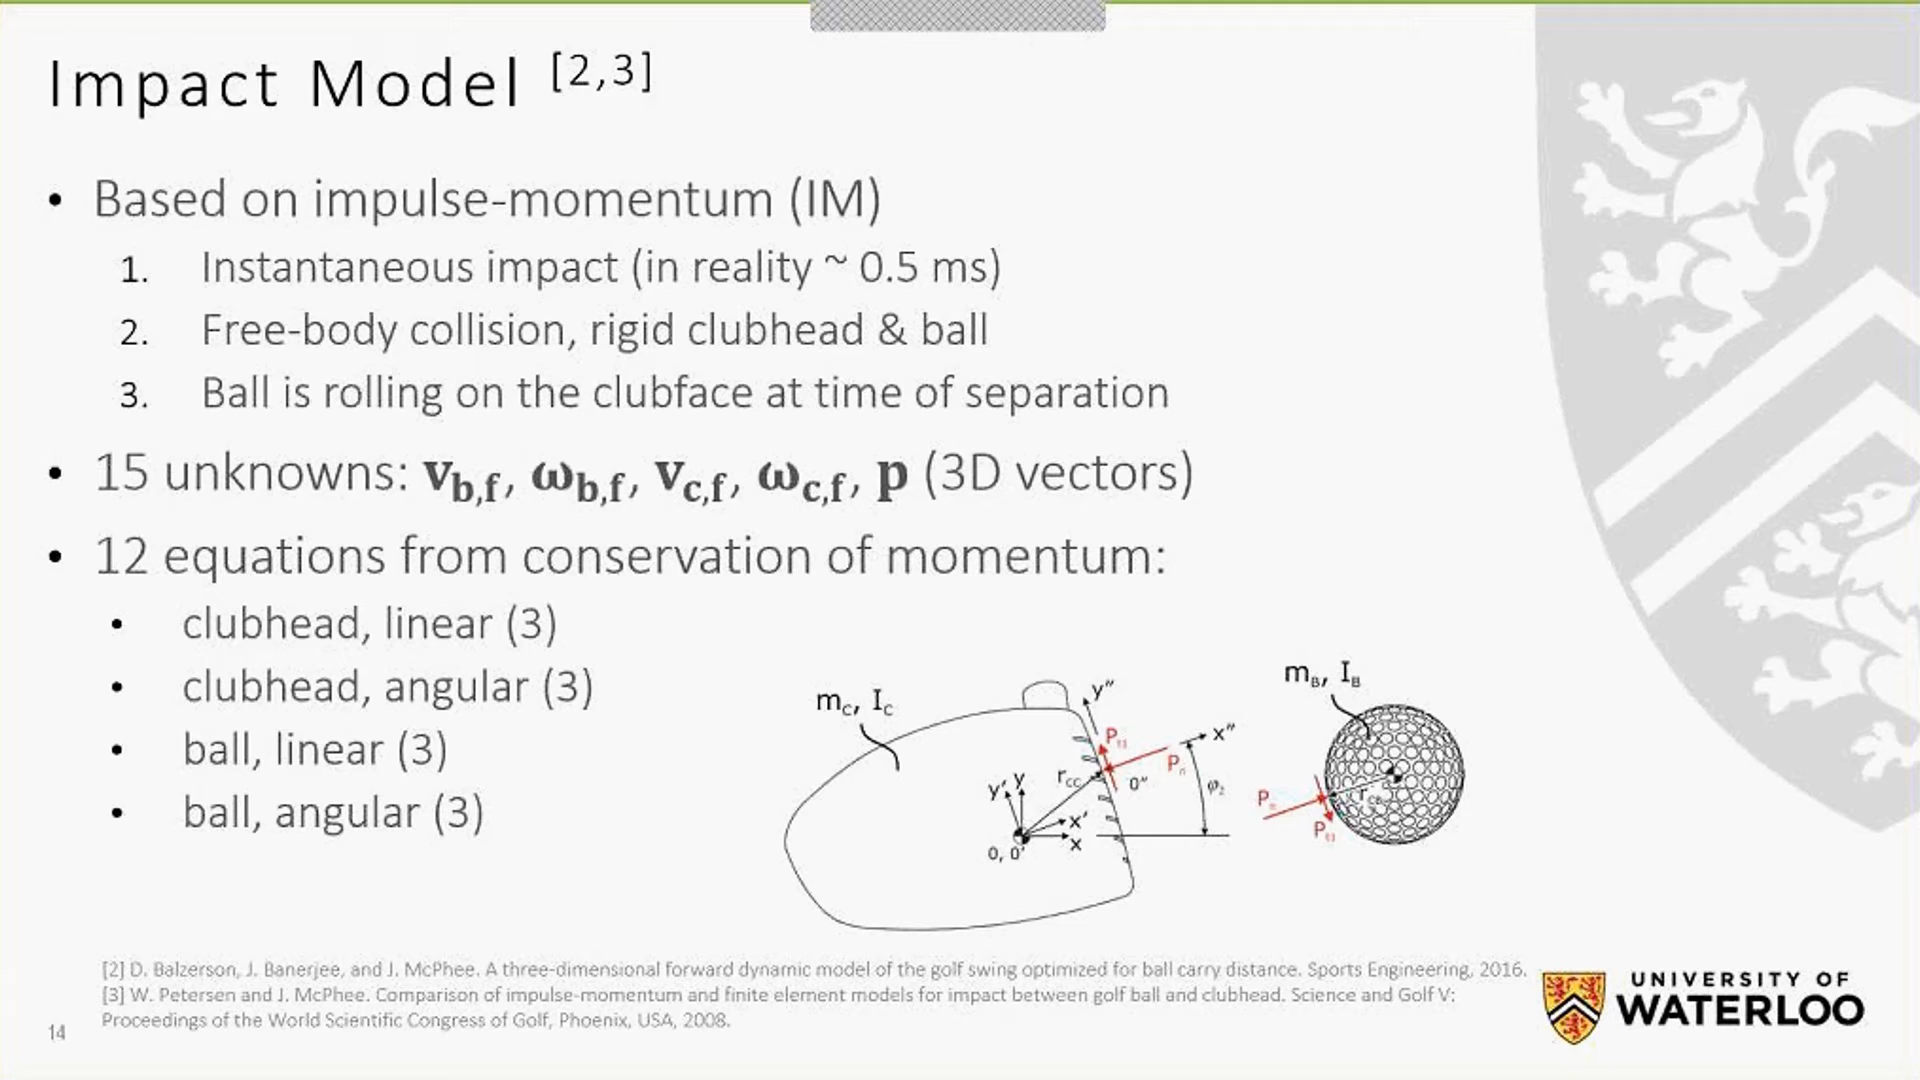 Impact Model [2,3]
• Based on impulse-momentum (IM)
1. Instantaneous impact (in reality ~ 0.5 ms)
2. Free-body collision, rigid clubhead & ball
3. Ball is rolling on the clubface at time of separation
• 15 unknowns: v_b,f, ω_b,f, v_c,f, ω_c,f, p (3D vectors)
• 12 equations from conservation of momentum:
• clubhead, linear (3)
• clubhead, angular (3)
• ball, linear (3)
• ball, angular (3)
m_C, I_C
y″
x″
P_n
r_CC
0″
φ₂
y′ y
x′
x
0, 0′
m_B, I_B
P_n
[2] D. Balzerson, J. Banerjee, and J. McPhee. A three-dimensional forward dynamic model of the golf swing optimized for ball carry distance. Sports Engineering, 2016.
[3] W. Petersen and J. McPhee. Comparison of impulse-momentum and finite element models for impact between golf ball and clubhead. Science and Golf V:
Proceedings of the World Scientific Congress of Golf, Phoenix, USA, 2008.
14
UNIVERSITY OF
WATERLOO